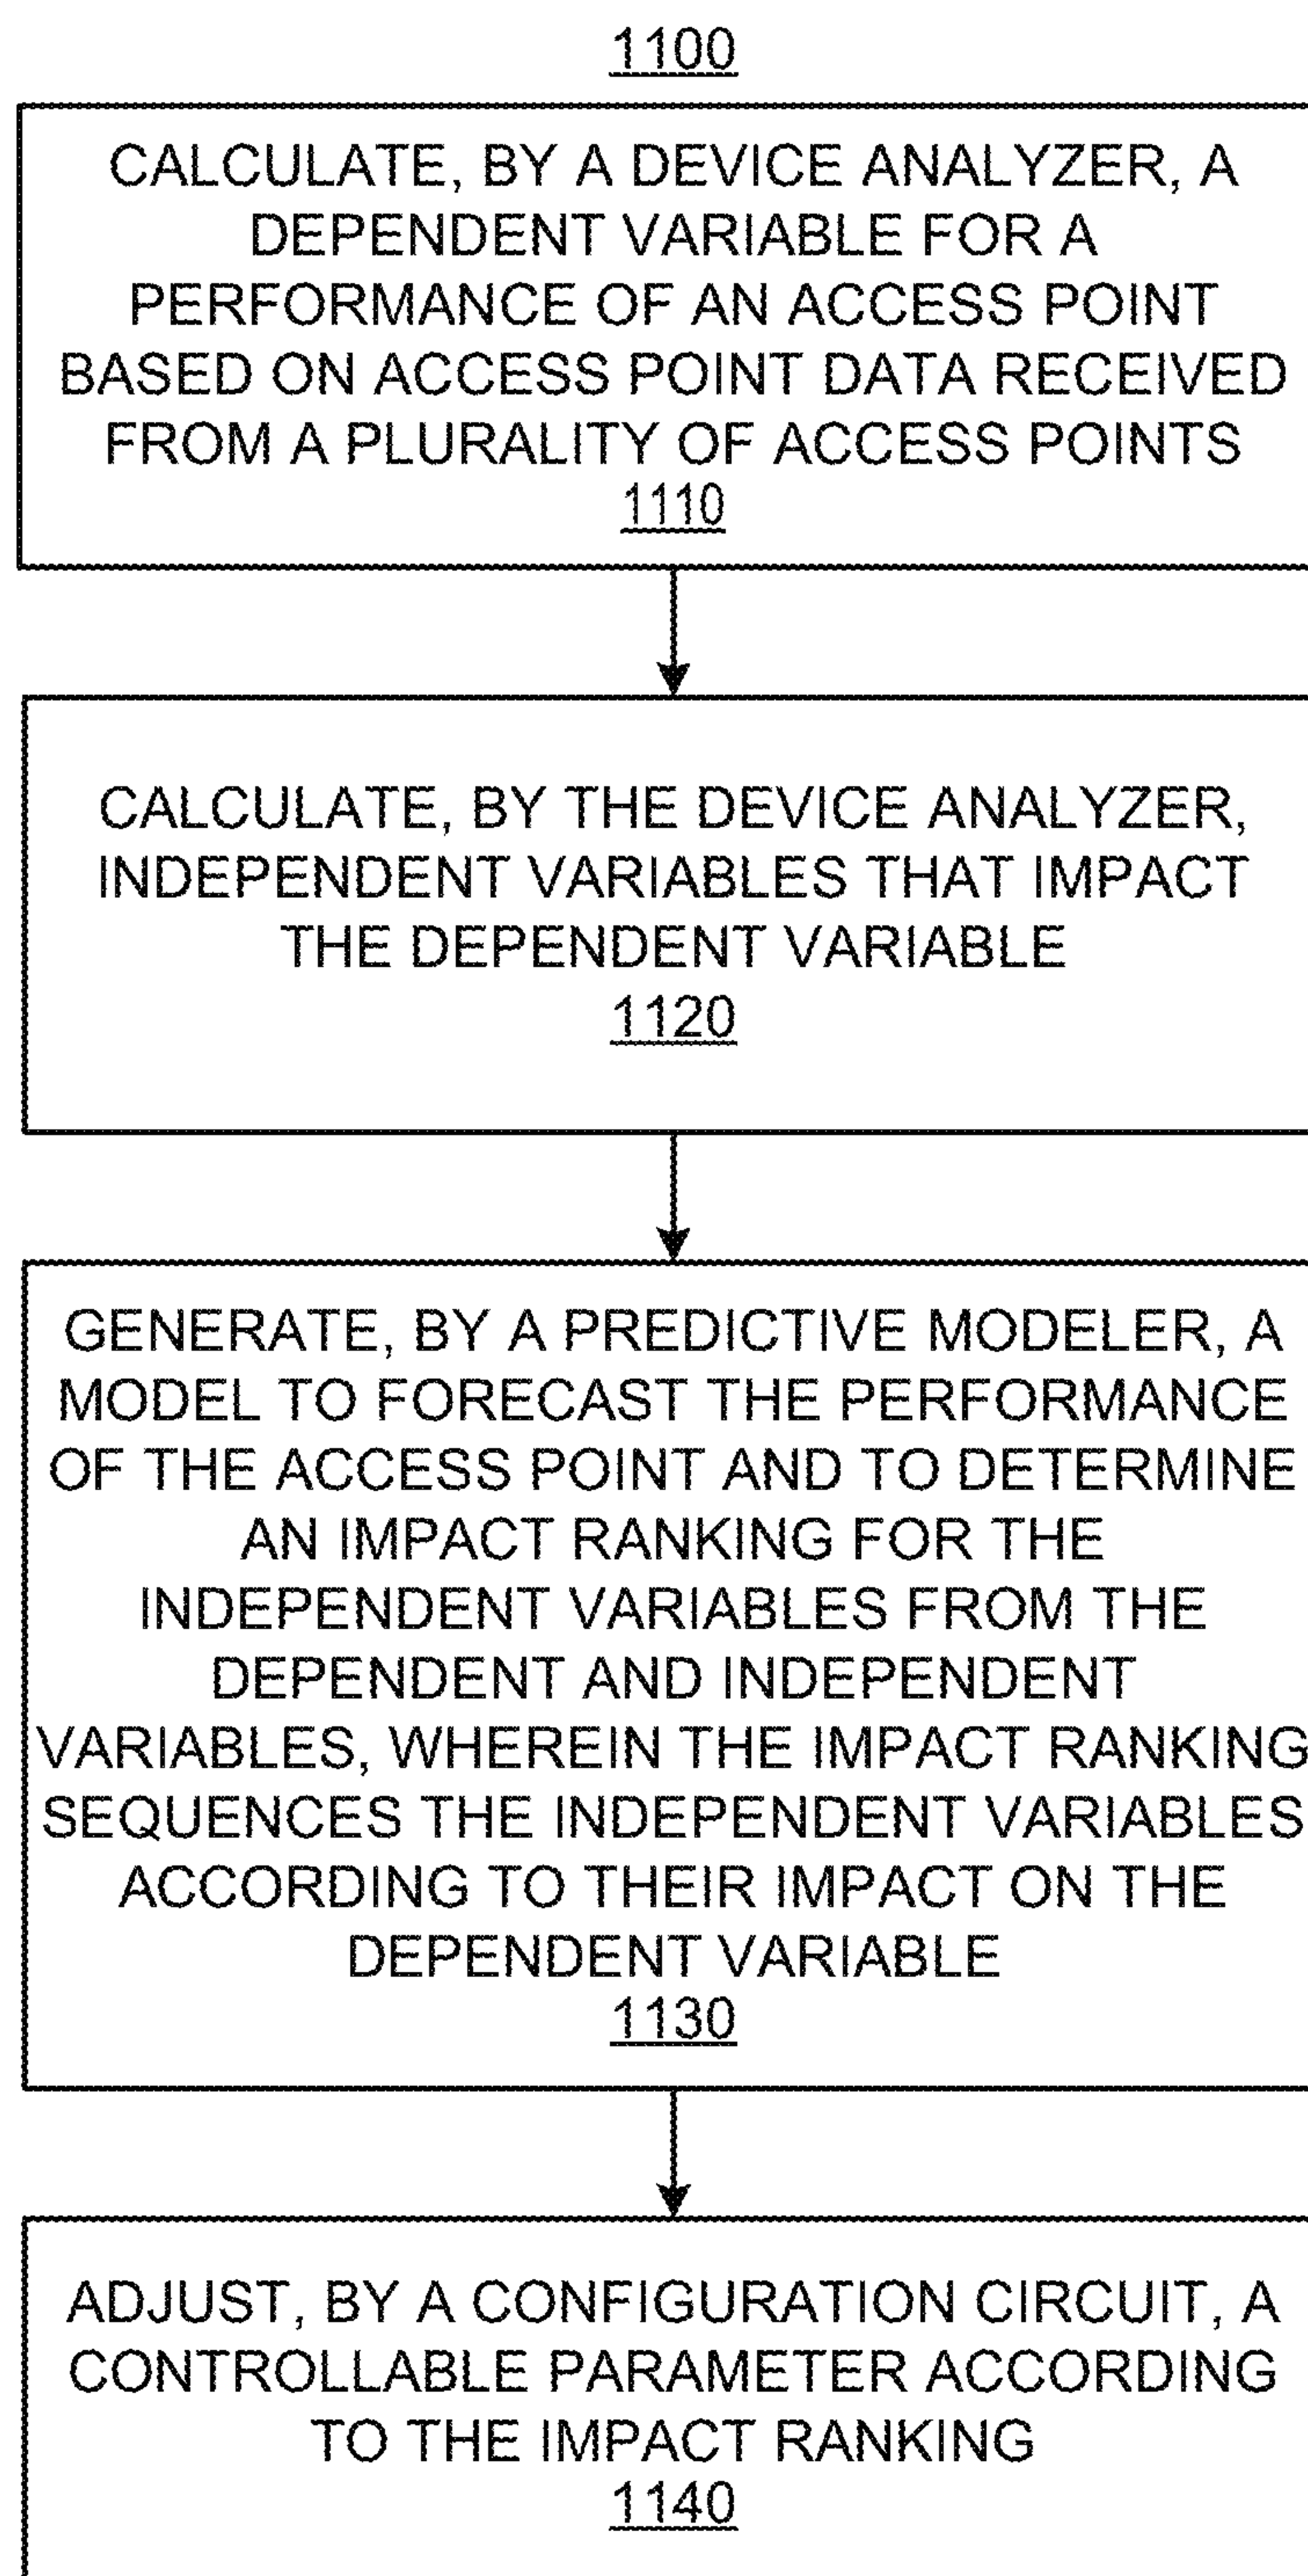 1100
CALCULATE, BY A DEVICE ANALYZER, A
DEPENDENT VARIABLE FOR A
PERFORMANCE OF AN ACCESS POINT
BASED ON ACCESS POINT DATA RECEIVED
FROM A PLURALITY OF ACCESS POINTS
1110
CALCULATE, BY THE DEVICE ANALYZER,
INDEPENDENT VARIABLES THAT IMPACT
THE DEPENDENT VARIABLE
1120
GENERATE, BY A PREDICTIVE MODELER, A
MODEL TO FORECAST THE PERFORMANCE
OF THE ACCESS POINT AND TO DETERMINE
AN IMPACT RANKING FOR THE
INDEPENDENT VARIABLES FROM THE
DEPENDENT AND INDEPENDENT
VARIABLES, WHEREIN THE IMPACT RANKING
SEQUENCES THE INDEPENDENT VARIABLES
ACCORDING TO THEIR IMPACT ON THE
DEPENDENT VARIABLE
1130
ADJUST, BY A CONFIGURATION CIRCUIT, A
CONTROLLABLE PARAMETER ACCORDING
TO THE IMPACT RANKING
1140